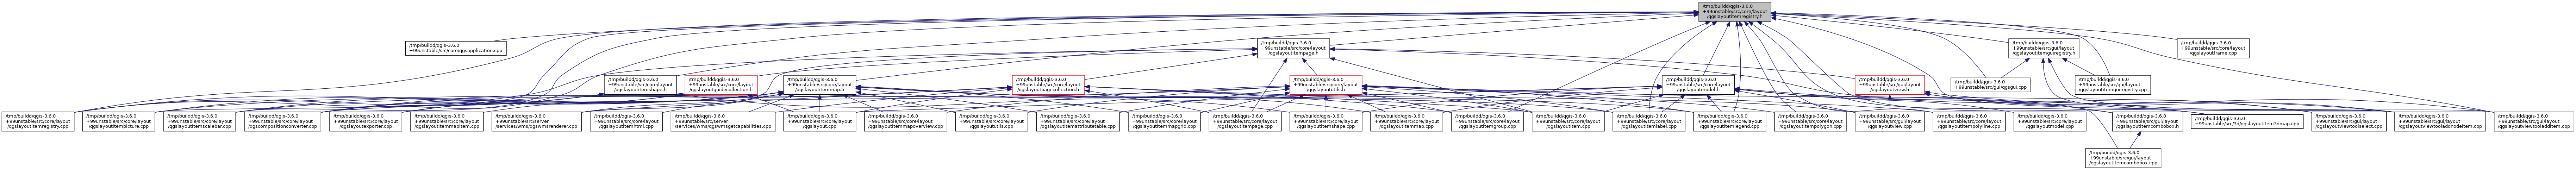 /tmp/buildd/qgis-3.6.0
+99unstable/src/core/layout
/qgslayoutitemregistry.h
/tmp/buildd/qgis-3.6.0
+99unstable/src/core/qgsapplication.cpp
/tmp/buildd/qgis-3.6.0
+99unstable/src/core/layout
/qgslayoutitempage.h
/tmp/buildd/qgis-3.6.0
+99unstable/src/gui/layout
/qgslayoutitemguiregistry.h
/tmp/buildd/qgis-3.6.0
+99unstable/src/core/layout
/qgslayoutframe.cpp
/tmp/buildd/qgis-3.6.0
+99unstable/src/core/layout
/qgslayoutitemshape.h
/tmp/buildd/qgis-3.6.0
+99unstable/src/core/layout
/qgslayoutguidecollection.h
/tmp/buildd/qgis-3.6.0
+99unstable/src/core/layout
/qgslayoutitemmap.h
/tmp/buildd/qgis-3.6.0
+99unstable/src/core/layout
/qgslayoutpagecollection.h
/tmp/buildd/qgis-3.6.0
+99unstable/src/core/layout
/qgslayoututils.h
/tmp/buildd/qgis-3.6.0
+99unstable/src/core/layout
/qgslayoutmodel.h
/tmp/buildd/qgis-3.6.0
+99unstable/src/gui/layout
/qgslayoutview.h
/tmp/buildd/qgis-3.6.0
+99unstable/src/gui/qgsgui.cpp
/tmp/buildd/qgis-3.6.0
+99unstable/src/gui/layout
/qgslayoutitemguiregistry.cpp
/tmp/buildd/qgis-3.6.0
+99unstable/src/core/layout
/qgslayoutitemregistry.cpp
/tmp/buildd/qgis-3.6.0
+99unstable/src/core/layout
/qgslayoutitempicture.cpp
/tmp/buildd/qgis-3.6.0
+99unstable/src/core/layout
/qgslayoutitemscalebar.cpp
/tmp/buildd/qgis-3.6.0
+99unstable/src/core/layout
/qgscompositionconverter.cpp
/tmp/buildd/qgis-3.6.0
+99unstable/src/core/layout
/qgslayoutexporter.cpp
/tmp/buildd/qgis-3.6.0
+99unstable/src/core/layout
/qgslayoutitemmapitem.cpp
/tmp/buildd/qgis-3.6.0
+99unstable/src/server
/services/wms/qgswmsrenderer.cpp
/tmp/buildd/qgis-3.6.0
+99unstable/src/core/layout
/qgslayoutitemhtml.cpp
/tmp/buildd/qgis-3.6.0
+99unstable/src/server
/services/wms/qgswmsgetcapabilities.cpp
/tmp/buildd/qgis-3.6.0
+99unstable/src/core/layout
/qgslayout.cpp
/tmp/buildd/qgis-3.6.0
+99unstable/src/core/layout
/qgslayoutitemmapoverview.cpp
/tmp/buildd/qgis-3.6.0
+99unstable/src/core/layout
/qgslayoututils.cpp
/tmp/buildd/qgis-3.6.0
+99unstable/src/core/layout
/qgslayoutitemattributetable.cpp
/tmp/buildd/qgis-3.6.0
+99unstable/src/core/layout
/qgslayoutitemmapgrid.cpp
/tmp/buildd/qgis-3.6.0
+99unstable/src/core/layout
/qgslayoutitempage.cpp
/tmp/buildd/qgis-3.6.0
+99unstable/src/core/layout
/qgslayoutitemshape.cpp
/tmp/buildd/qgis-3.6.0
+99unstable/src/core/layout
/qgslayoutitemmap.cpp
/tmp/buildd/qgis-3.6.0
+99unstable/src/core/layout
/qgslayoutitemgroup.cpp
/tmp/buildd/qgis-3.6.0
+99unstable/src/core/layout
/qgslayoutitem.cpp
/tmp/buildd/qgis-3.6.0
+99unstable/src/core/layout
/qgslayoutitemlabel.cpp
/tmp/buildd/qgis-3.6.0
+99unstable/src/core/layout
/qgslayoutitemlegend.cpp
/tmp/buildd/qgis-3.6.0
+99unstable/src/core/layout
/qgslayoutitempolygon.cpp
/tmp/buildd/qgis-3.6.0
+99unstable/src/gui/layout
/qgslayoutview.cpp
/tmp/buildd/qgis-3.6.0
+99unstable/src/core/layout
/qgslayoutitempolyline.cpp
/tmp/buildd/qgis-3.6.0
+99unstable/src/core/layout
/qgslayoutmodel.cpp
/tmp/buildd/qgis-3.6.0
+99unstable/src/gui/layout
/qgslayoutitemcombobox.h
/tmp/buildd/qgis-3.6.0
+99unstable/src/3d/qgslayoutitem3dmap.cpp
/tmp/buildd/qgis-3.6.0
+99unstable/src/gui/layout
/qgslayoutviewtoolselect.cpp
/tmp/buildd/qgis-3.6.0
+99unstable/src/gui/layout
/qgslayoutviewtooladdnodeitem.cpp
/tmp/buildd/qgis-3.6.0
+99unstable/src/gui/layout
/qgslayoutviewtooladditem.cpp
/tmp/buildd/qgis-3.6.0
+99unstable/src/gui/layout
/qgslayoutitemcombobox.cpp